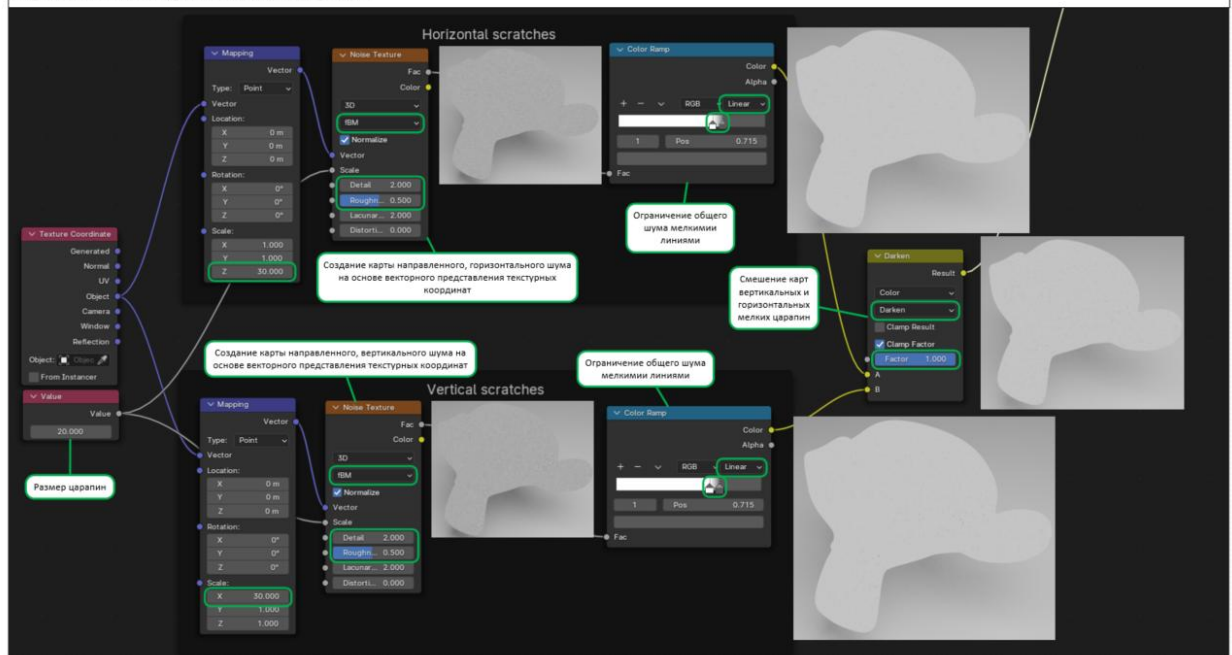 Horizontal scratches
Mapping
Vector
Type: Point
Vector
Location:
X 0 m
Y 0 m
Z 0 m
Rotation:
X 0°
Y 0°
Z 0°
Scale:
X 1.000
Y 1.000
Z 30.000
Noise Texture
Fac
Color
3D
fBM
Normalize
Vector
Scale
Detail 2.000
Roughn... 0.500
Lacunar... 2.000
Distorti... 0.000
Color Ramp
Color
Alpha
+ − RGB Linear
1 Pos 0.715
Fac
Ограничение общего
шума мелкимии
линиями
Создание карты направленного, горизонтального шума
на основе векторного представления текстурных
координат
Texture Coordinate
Generated
Normal
UV
Object
Camera
Window
Reflection
Object: Objec
From Instancer
Value
Value
20.000
Размер царапин
Смешение карт
вертикальных и
горизонтальных
мелких царапин
Darken
Result
Color
Darken
Clamp Result
Clamp Factor
Factor 1.000
A
B
Создание карты направленного, вертикального шума на
основе векторного представления текстурных координат
Ограничение общего шума
мелкимии линиями
Vertical scratches
Mapping
Vector
Type: Point
Vector
Location:
X 0 m
Y 0 m
Z 0 m
Rotation:
X 0°
Y 0°
Z 0°
Scale:
X 30.000
Y 1.000
Z 1.000
Noise Texture
Fac
Color
3D
fBM
Normalize
Vector
Scale
Detail 2.000
Roughn... 0.500
Lacunar... 2.000
Distorti... 0.000
Color Ramp
Color
Alpha
+ − RGB Linear
1 Pos 0.715
Fac